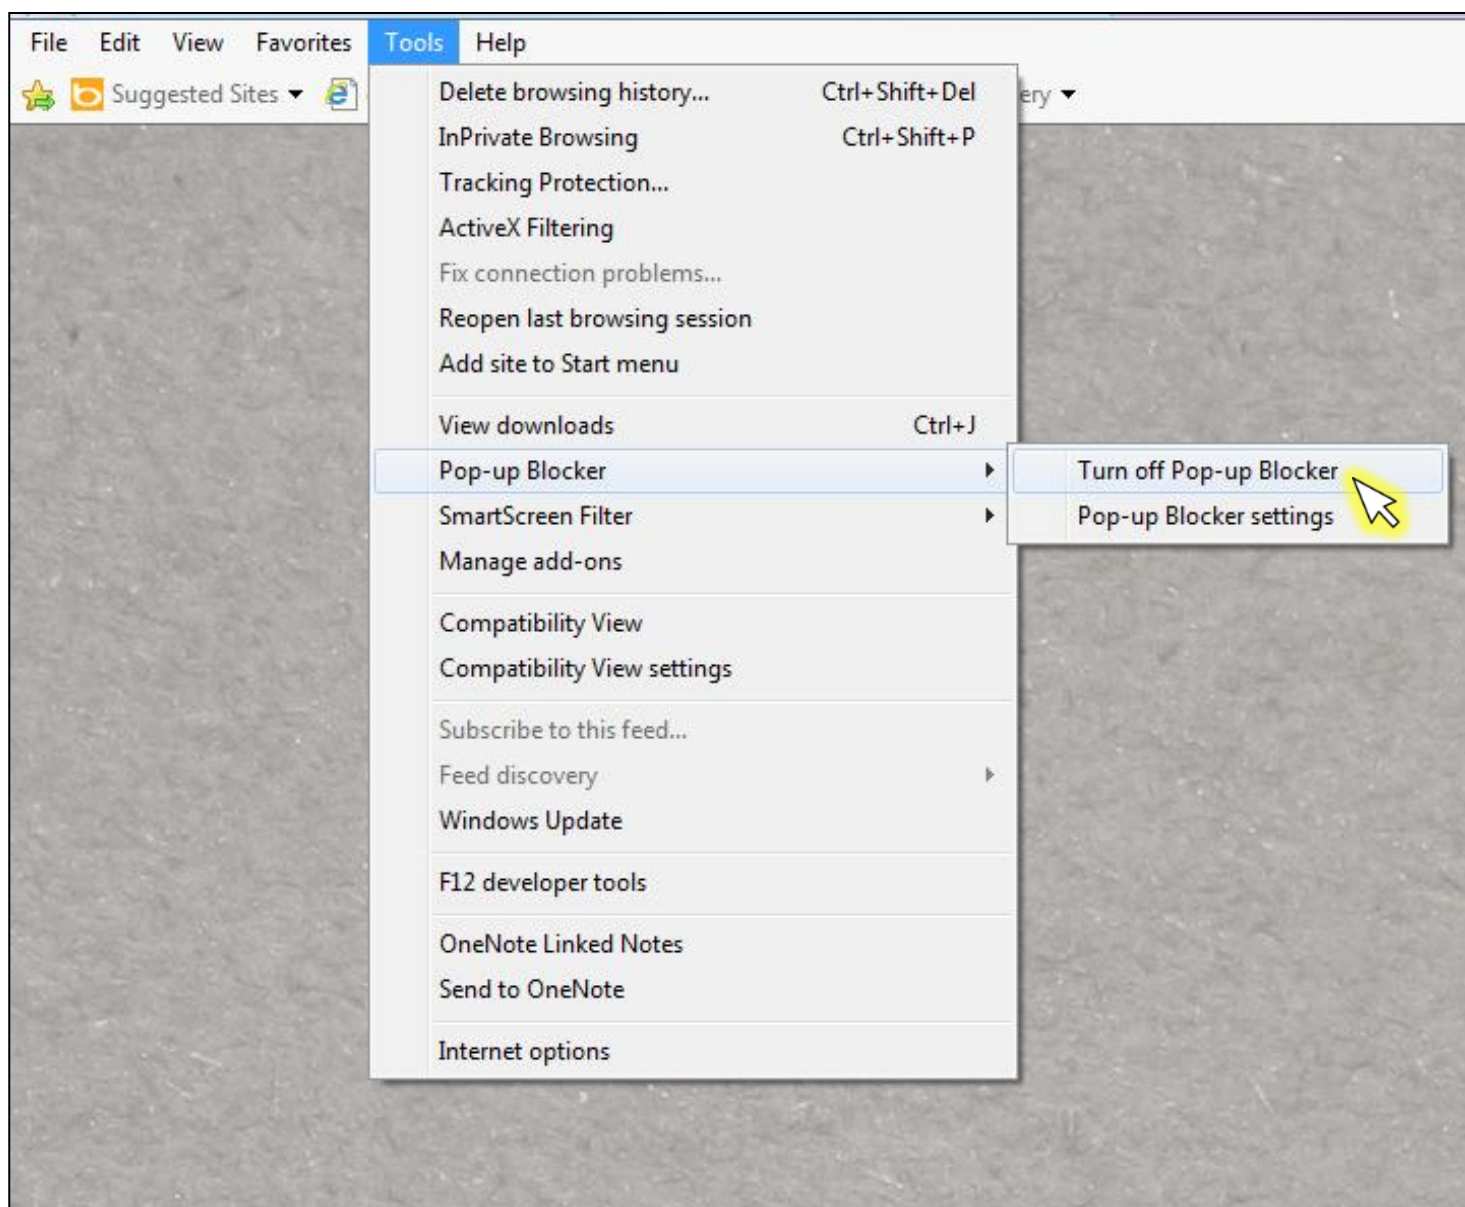 File Edit View Favorites Tools Help
Suggested Sites
Delete browsing history... Ctrl+Shift+Del
InPrivate Browsing Ctrl+Shift+P
Tracking Protection...
ActiveX Filtering
Fix connection problems...
Reopen last browsing session
Add site to Start menu
View downloads Ctrl+J
Pop-up Blocker
SmartScreen Filter
Manage add-ons
Compatibility View
Compatibility View settings
Subscribe to this feed...
Feed discovery
Windows Update
F12 developer tools
OneNote Linked Notes
Send to OneNote
Internet options
Turn off Pop-up Blocker
Pop-up Blocker settings